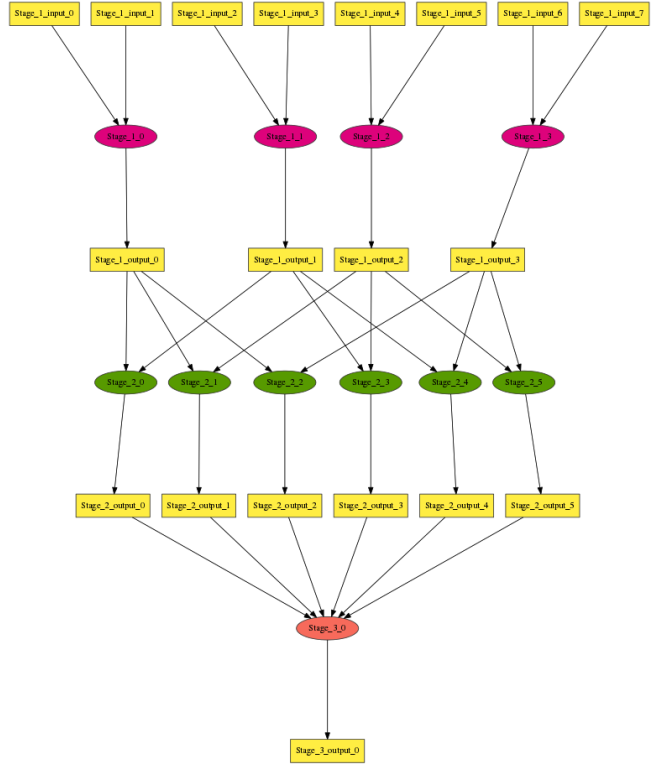 Stage_1_input_0
Stage_1_input_1
Stage_1_input_2
Stage_1_input_3
Stage_1_input_4
Stage_1_input_5
Stage_1_input_6
Stage_1_input_7
Stage_1_0
Stage_1_1
Stage_1_2
Stage_1_3
Stage_1_output_0
Stage_1_output_1
Stage_1_output_2
Stage_1_output_3
Stage_2_0
Stage_2_1
Stage_2_2
Stage_2_3
Stage_2_4
Stage_2_5
Stage_2_output_0
Stage_2_output_1
Stage_2_output_2
Stage_2_output_3
Stage_2_output_4
Stage_2_output_5
Stage_3_0
Stage_3_output_0